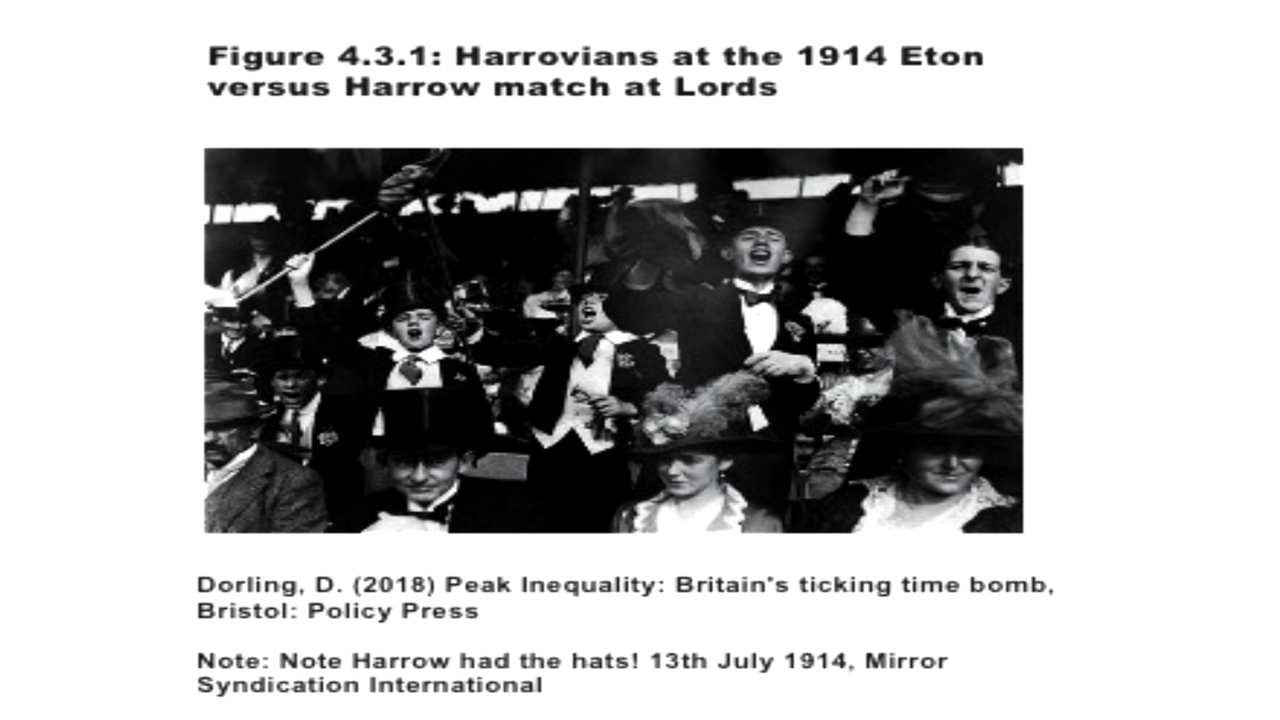 Figure 4.3.1: Harrovians at the 1914 Eton
versus Harrow match at Lords
Dorling, D. (2018) Peak Inequality: Britain's ticking time bomb,
Bristol: Policy Press
Note: Note Harrow had the hats! 13th July 1914, Mirror
Syndication International